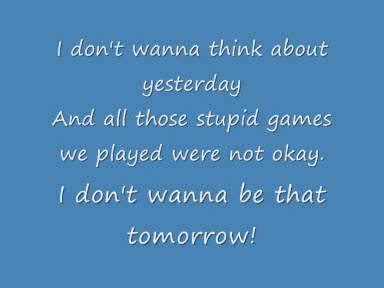 I don't wanna think about
yesterday
And all those stupid games
we played were not okay.
I don't wanna be that
tomorrow!